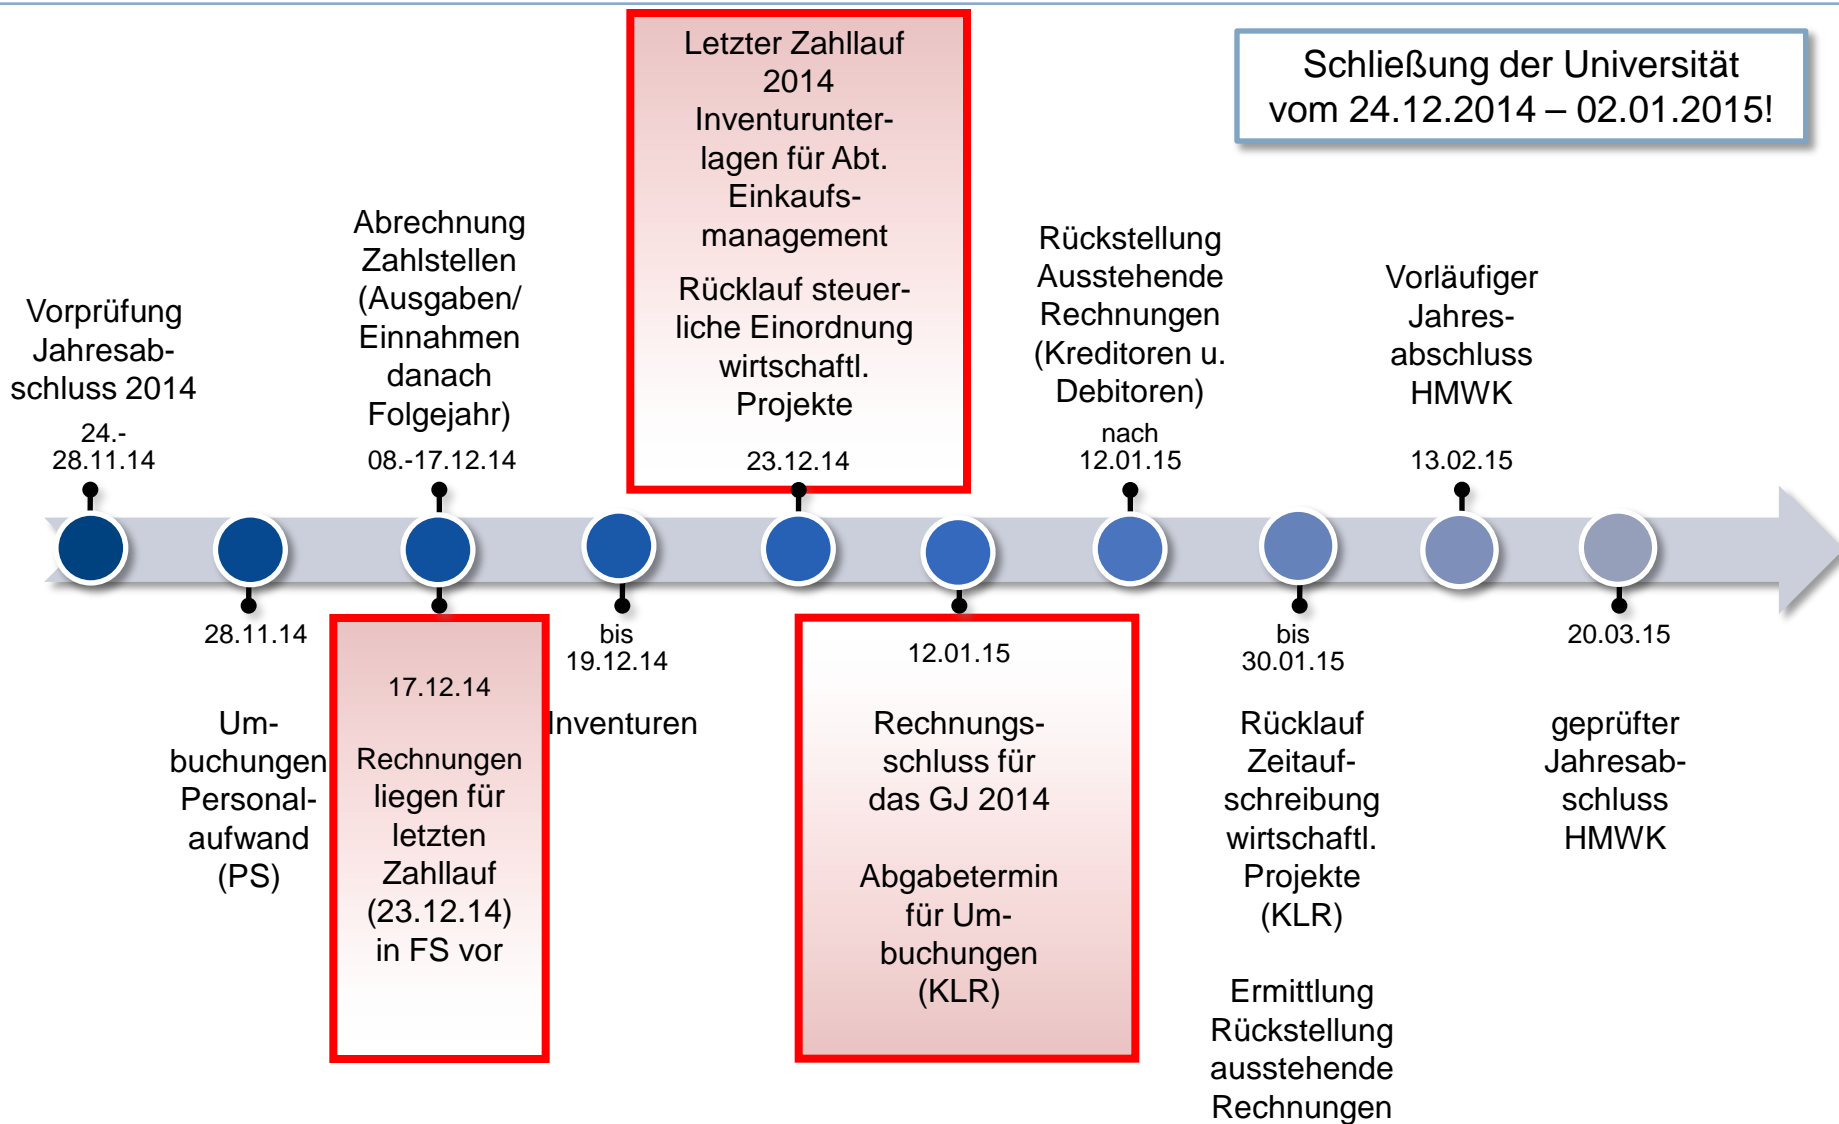 Letzter Zahllauf
2014
Inventurunter-
lagen für Abt.
Einkaufs-
management
Rücklauf steuer-
liche Einordnung
wirtschaftl.
Projekte
23.12.14
Schließung der Universität
vom 24.12.2014 – 02.01.2015!
Vorprüfung
Jahresab-
schluss 2014
24.-
28.11.14
Abrechnung
Zahlstellen
(Ausgaben/
Einnahmen
danach
Folgejahr)
08.-17.12.14
Rückstellung
Ausstehende
Rechnungen
(Kreditoren u.
Debitoren)
nach
12.01.15
Vorläufiger
Jahres-
abschluss
HMWK
13.02.15
28.11.14
Um-
buchungen
Personal-
aufwand
(PS)
17.12.14
Rechnungen
liegen für
letzten
Zahllauf
(23.12.14)
in FS vor
bis
19.12.14
Inventuren
12.01.15
Rechnungs-
schluss für
das GJ 2014
Abgabetermin
für Um-
buchungen
(KLR)
bis
30.01.15
Rücklauf
Zeitauf-
schreibung
wirtschaftl.
Projekte
(KLR)
Ermittlung
Rückstellung
ausstehende
Rechnungen
20.03.15
geprüfter
Jahresab-
schluss
HMWK